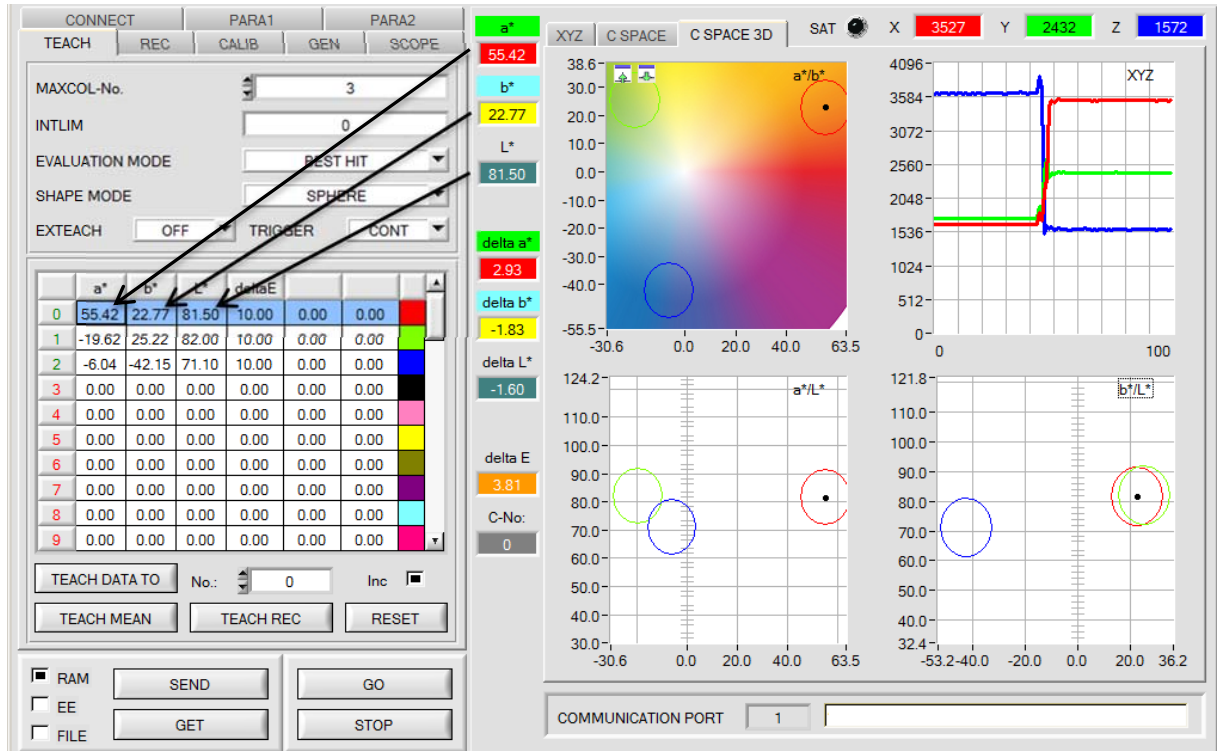 CONNECT PARA1 PARA2
TEACH REC CALIB GEN SCOPE
MAXCOL-No. 3
INTLIM 0
EVALUATION MODE BEST HIT
SHAPE MODE SPHERE
EXTEACH OFF TRIGGER CONT
a* b* L* deltaE
0 55.42 22.77 81.50 10.00 0.00 0.00
1 -19.62 25.22 82.00 10.00 0.00 0.00
2 -6.04 -42.15 71.10 10.00 0.00 0.00
3 0.00 0.00 0.00 0.00 0.00 0.00
4 0.00 0.00 0.00 0.00 0.00 0.00
5 0.00 0.00 0.00 0.00 0.00 0.00
6 0.00 0.00 0.00 0.00 0.00 0.00
7 0.00 0.00 0.00 0.00 0.00 0.00
8 0.00 0.00 0.00 0.00 0.00 0.00
9 0.00 0.00 0.00 0.00 0.00 0.00
TEACH DATA TO No.: 0 Inc
TEACH MEAN TEACH REC RESET
RAM SEND GO
EE
FILE GET STOP
a*
55.42
b*
22.77
L*
81.50
delta a*
2.93
delta b*
-1.83
delta L*
-1.60
delta E
3.81
C-No:
0
XYZ C SPACE C SPACE 3D SAT X 3527 Y 2432 Z 1572
a*/b*
38.6
30.0
20.0
10.0
0.0
-10.0
-20.0
-30.0
-40.0
-55.5
-30.6 0.0 20.0 40.0 63.5
XYZ
4096
3584
3072
2560
2048
1536
1024
512
0
0 100
a*/L*
124.2
110.0
100.0
90.0
80.0
70.0
60.0
50.0
40.0
30.0
-30.6 0.0 20.0 40.0 63.5
b*/L*
121.8
110.0
100.0
90.0
80.0
70.0
60.0
50.0
40.0
32.4
-53.2 -40.0 -20.0 0.0 20.0 36.2
COMMUNICATION PORT 1